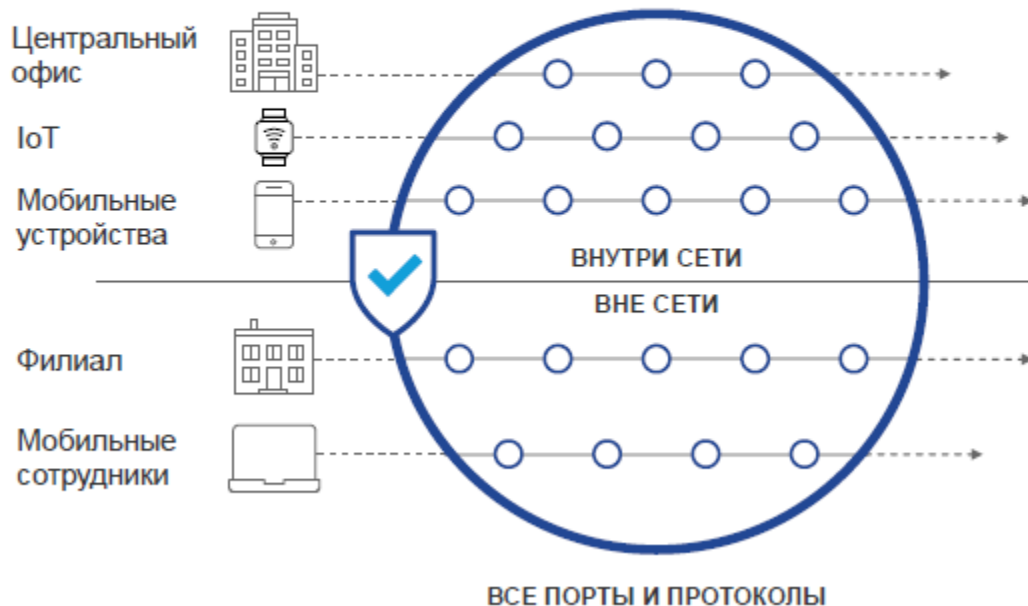 Центральный
офис
IoT
Мобильные
устройства
ВНУТРИ СЕТИ
ВНЕ СЕТИ
Филиал
Мобильные
сотрудники
ВСЕ ПОРТЫ И ПРОТОКОЛЫ